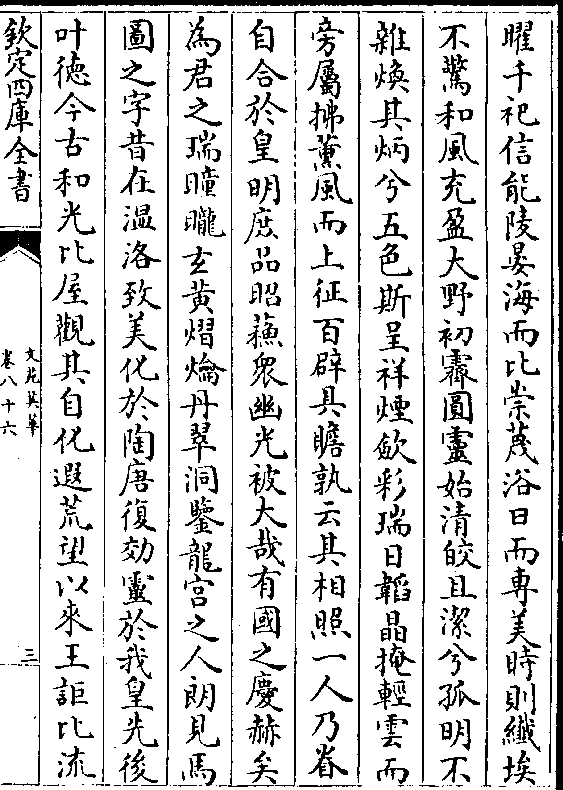 曜千祀信能陵晏海而比崇蔑浴日而專美時則纎埃
不驚和風充盈大野初霽圓靈始清皎且潔兮孤明不
雜煥其炳兮五色斯呈祥煙歛彩瑞日韜晶掩輕雲而
旁屬拂薫風而上征百辟具瞻孰云其相照一人乃眷
自合於皇明庶品昭蘓衆幽光被大哉有國之慶赫矣
為君之瑞瞳曨玄黄熠爚丹翠洞鑒龍宫之人朗見馬
圖之字昔在温洛致美化於陶唐復効靈於我皇先後
叶徳今古和光比屋觀其自化遐荒望以來王詎比流
欽定四庫全書
文苑英華
卷八十六
三